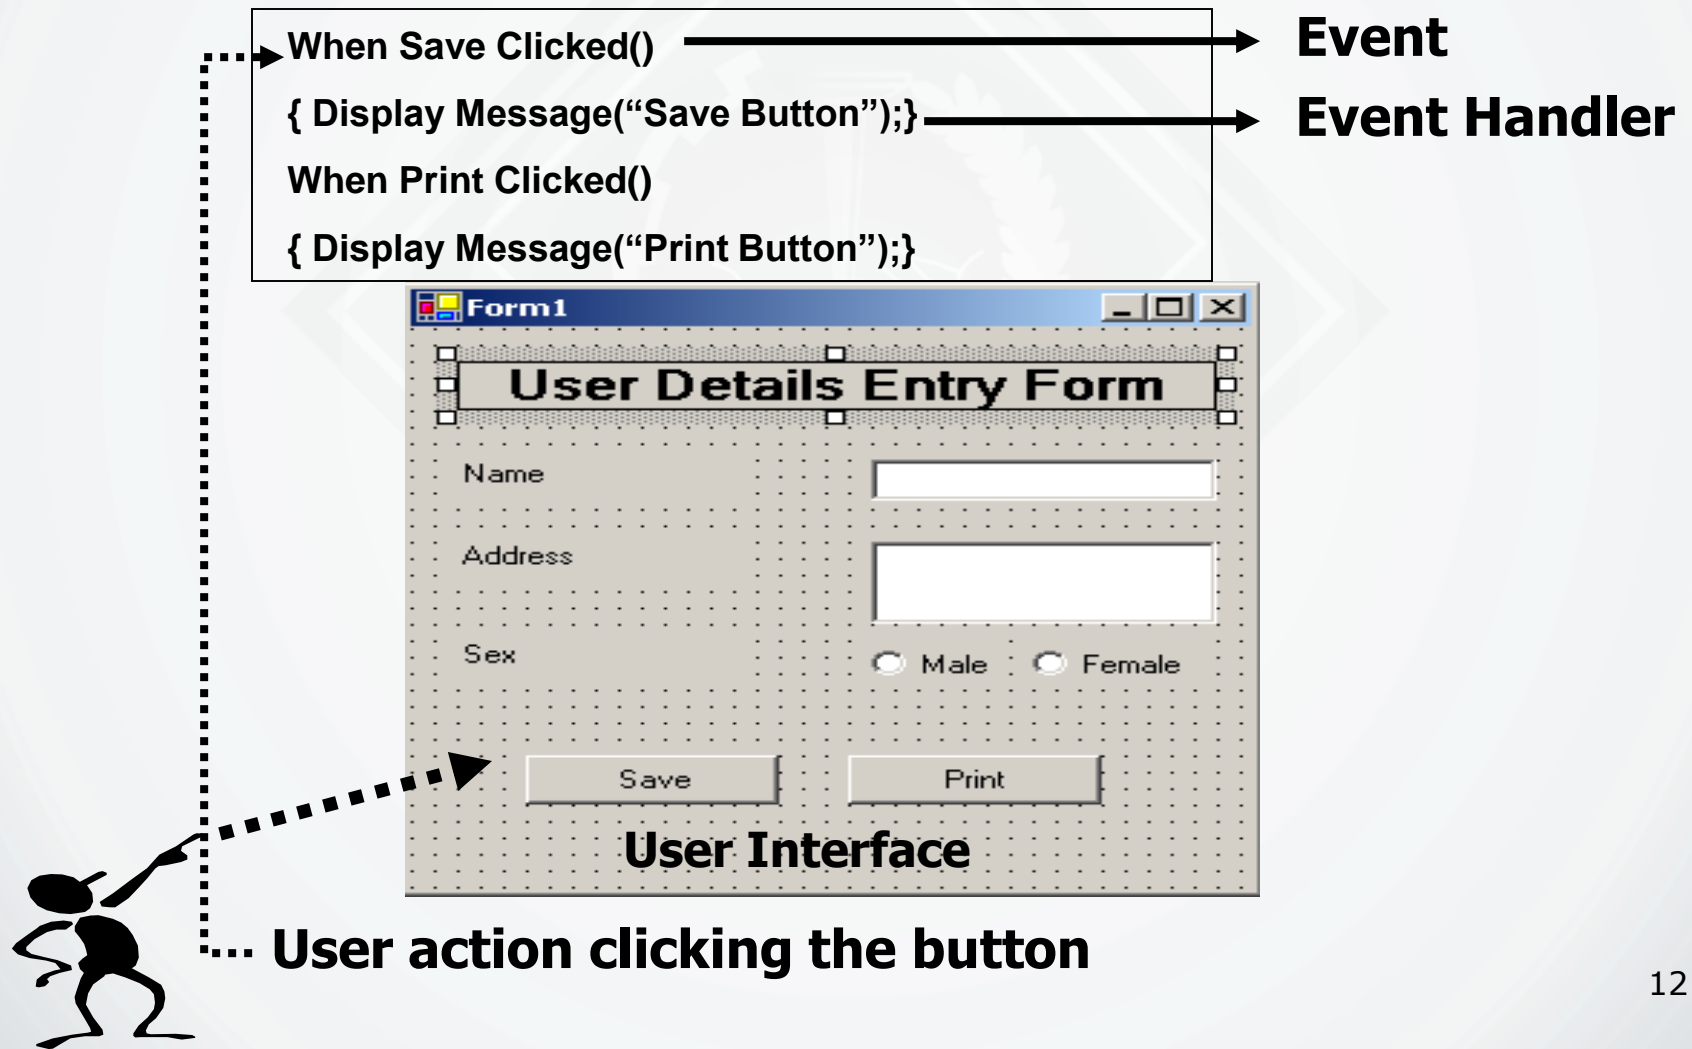 When Save Clicked()
Event
{ Display Message(“Save Button”);}
Event Handler
When Print Clicked()
{ Display Message(“Print Button”);}
Form1
User Details Entry Form
Name
Address
Sex
Male
Female
Save
Print
User Interface
User action clicking the button
12